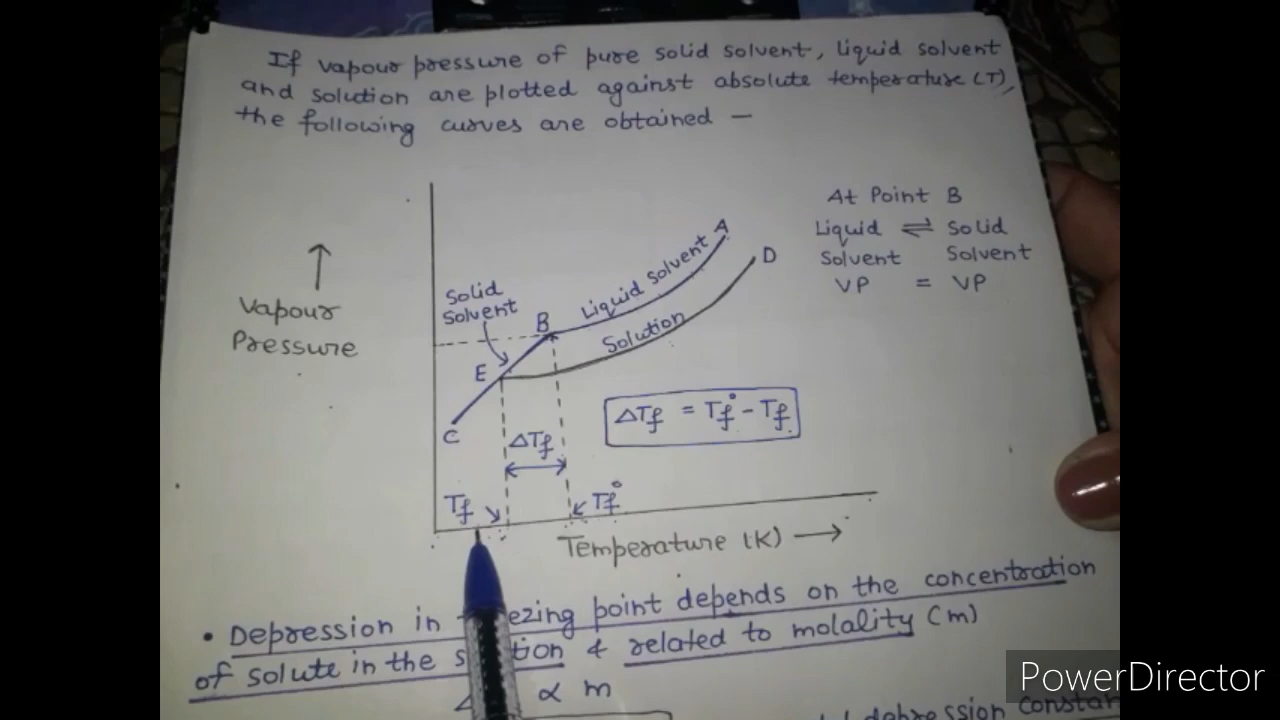 If vapour pressure of pure solid solvent, liquid solvent
and solution are plotted against absolute temperature (T),
the following curves are obtained —
At Point B
Liquid ⇌ Solid
Solvent Solvent
VP = VP
↑
Vapour
Pressure
Solid
Solvent
A
D
B
Liquid Solvent
Solution
E
C
ΔTf = Tf° - Tf
ΔTf
Tf
Tf°
Temperature (K) →
• Depression in ezing point depends on the concentration
of solute in the s tion & related to molality (m)
α m
depression constan
PowerDirector